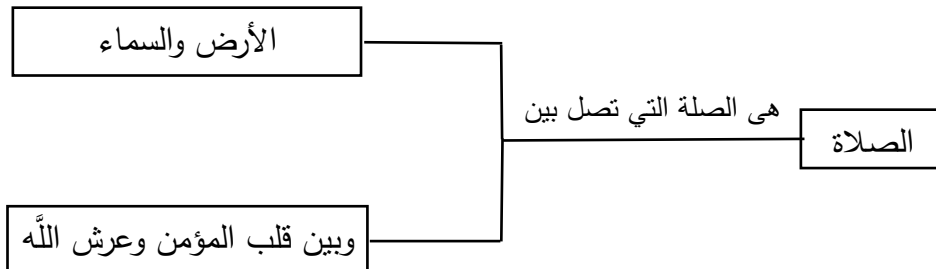 الصلاة
هى الصلة التي تصل بين
الأرض والسماء
وبين قلب المؤمن وعرش اللَّه